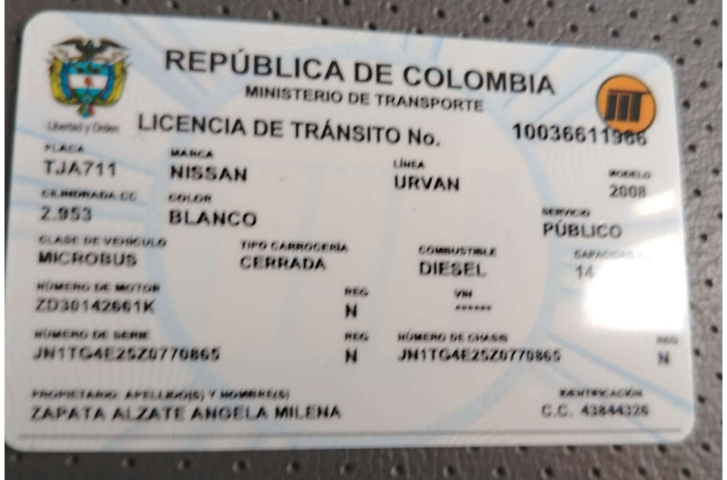 REPÚBLICA DE COLOMBIA
MINISTERIO DE TRANSPORTE
Libertad y Orden
LICENCIA DE TRÁNSITO No. 10036611966
PLACA MARCA LÍNEA MODELO
TJA711 NISSAN URVAN 2008
CILINDRADA CC COLOR SERVICIO
2.953 BLANCO PÚBLICO
CLASE DE VEHÍCULO TIPO CARROCERÍA COMBUSTIBLE CAPACIDAD
MICROBUS CERRADA DIESEL 14
NÚMERO DE MOTOR REG VIN
ZD30142661K N ******
NÚMERO DE SERIE REG NÚMERO DE CHASIS REG
JN1TG4E25Z0770865 N JN1TG4E25Z0770865 N
PROPIETARIO: APELLIDO(S) Y NOMBRE(S) IDENTIFICACIÓN
ZAPATA ALZATE ANGELA MILENA C.C. 43844326